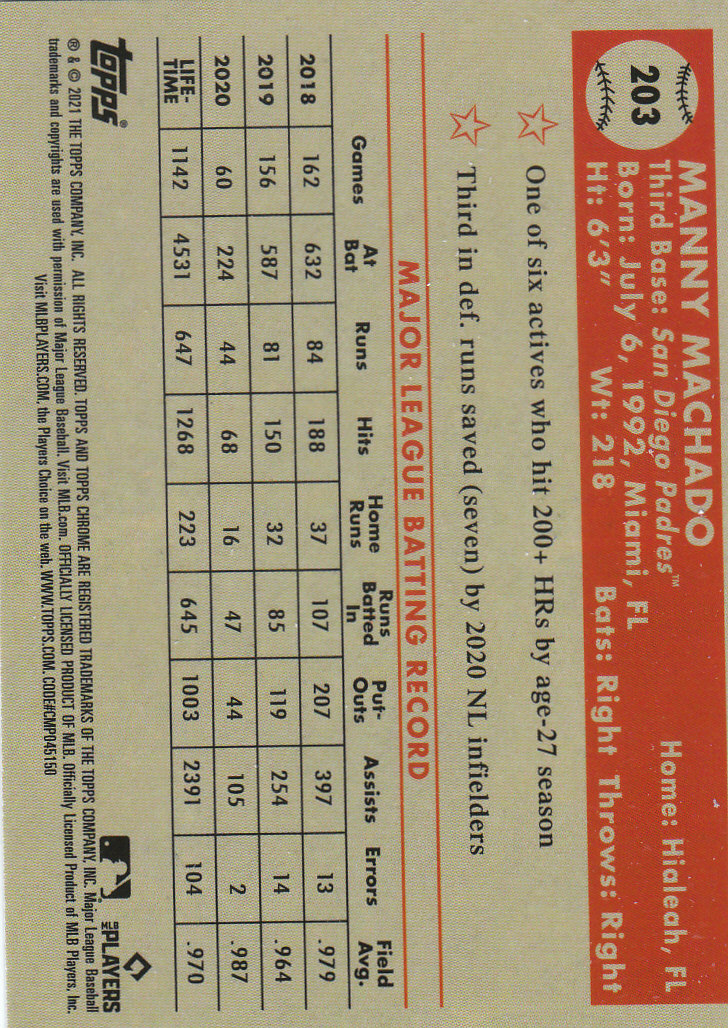 203
MANNY MACHADO
Third Base: San Diego Padres™ Home: Hialeah, FL
Born: July 6, 1992, Miami, FL
Ht: 6'3" Wt: 218 Bats: Right Throws: Right
One of six actives who hit 200+ HRs by age-27 season
Third in def. runs saved (seven) by 2020 NL infielders
MAJOR LEAGUE BATTING RECORD
Games At Bat Runs Hits Home Runs Runs Batted In Put-Outs Assists Errors Field Avg.
2018 162 632 84 188 37 107 207 397 13 .979
2019 156 587 81 150 32 85 119 254 14 .964
2020 60 224 44 68 16 47 44 105 2 .987
LIFE-TIME 1142 4531 647 1268 223 645 1003 2391 104 .970
topps®
MLB PLAYERS
® & © 2021 THE TOPPS COMPANY, INC. ALL RIGHTS RESERVED. TOPPS AND TOPPS CHROME ARE REGISTERED TRADEMARKS OF THE TOPPS COMPANY, INC. Major League Baseball
trademarks and copyrights are used with permission of Major League Baseball. Visit MLB.com. OFFICIALLY LICENSED PRODUCT OF MLB. Officially Licensed Product of MLB Players, Inc.
Visit MLBPLAYERS.COM, the Players Choice on the web. WWW.TOPPS.COM. CODE#CMP045150